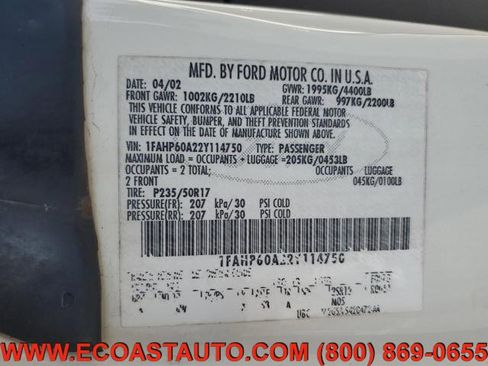 MFD. BY FORD MOTOR CO. IN U.S.A.
DATE: 04/02 GVWR: 1995KG/4400LB
FRONT GAWR: 1002KG/2210LB REAR GAWR: 997KG/2200LB
THIS VEHICLE CONFORMS TO ALL APPLICABLE FEDERAL MOTOR
VEHICLE SAFETY, BUMPER, AND THEFT PREVENTION STANDARDS
IN EFFECT ON THE DATE OF MANUFACTURE SHOWN ABOVE.
VIN: 1FAHP60A22Y114750 TYPE: PASSENGER
MAXIMUM LOAD = OCCUPANTS + LUGGAGE = 205KG/0453LB
OCCUPANTS = 2 TOTAL: OCCUPANTS LUGGAGE
2 FRONT 045KG/0100LB
TIRE: P235/50R17
PRESSURE(FR): 207 kPa/30 PSI COLD
PRESSURE(RR): 207 kPa/30 PSI COLD
1FAHP60A22Y114750
WWW.ECOASTAUTO.COM (800) 869-0655